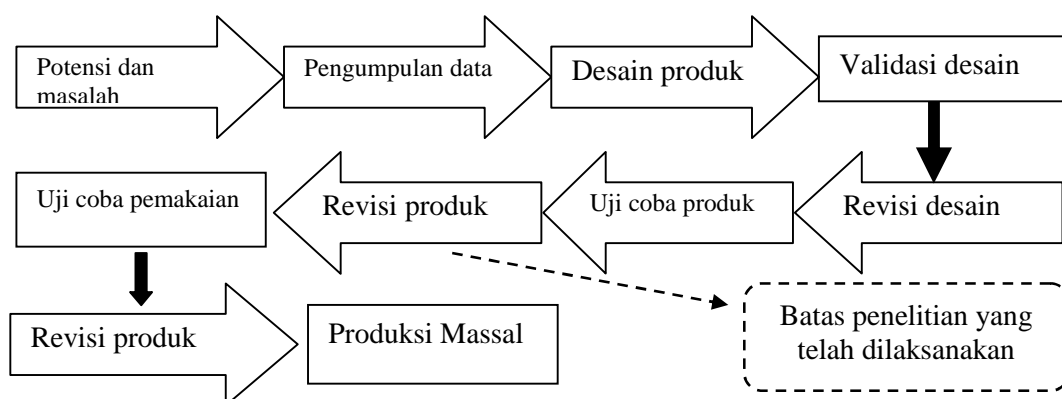 Potensi dan
masalah
Pengumpulan data
Desain produk
Validasi desain
Revisi desain
Uji coba produk
Revisi produk
Uji coba pemakaian
Revisi produk
Produksi Massal
Batas penelitian yang
telah dilaksanakan